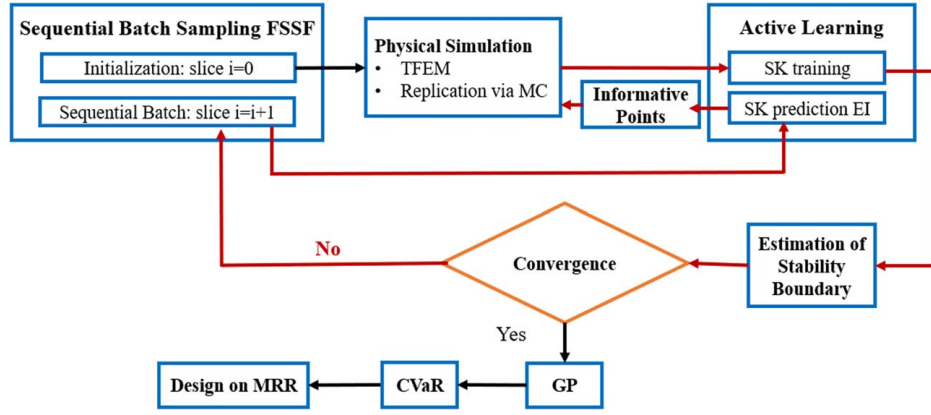 Sequential Batch Sampling FSSF
Initialization: slice i=0
Sequential Batch: slice i=i+1
Physical Simulation
• TFEM
• Replication via MC
Informative
Points
Active Learning
SK training
SK prediction EI
Estimation of
Stability
Boundary
Convergence
No
Yes
GP
CVaR
Design on MRR